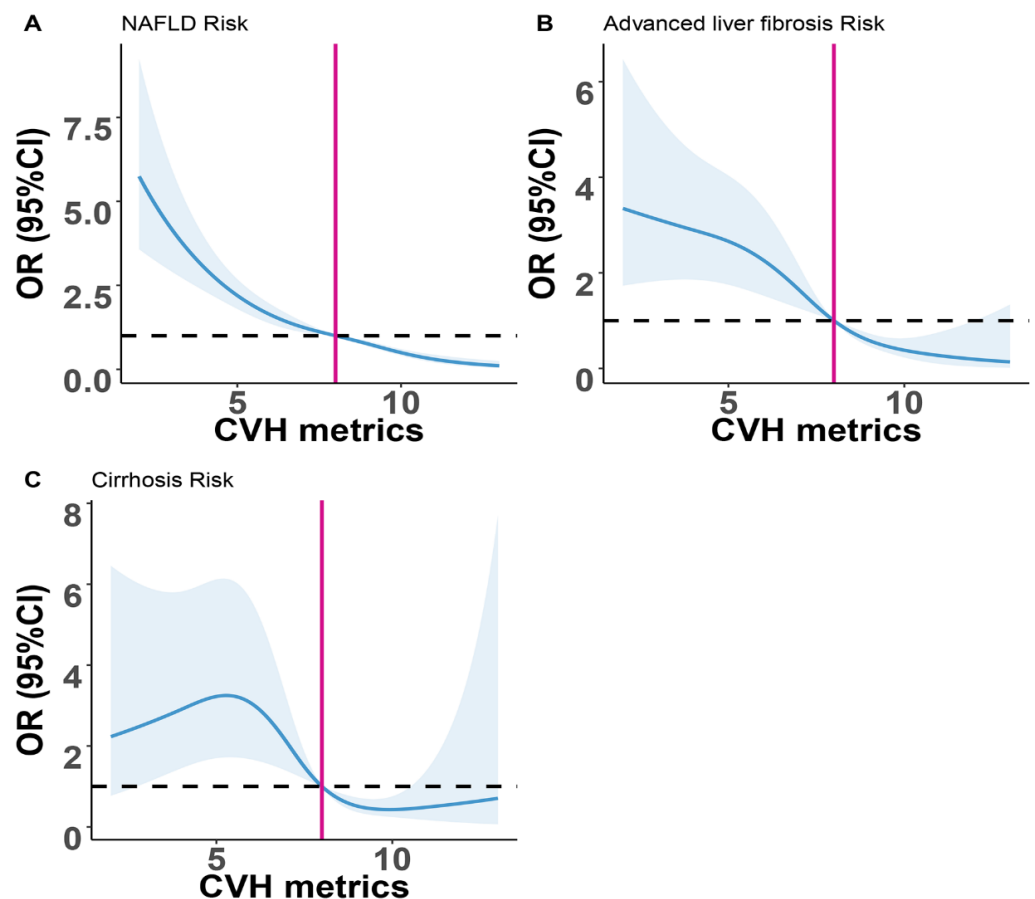 A NAFLD Risk
OR (95%CI)
7.5
5.0
2.5
0.0
5 10
CVH metrics
B Advanced liver fibrosis Risk
OR (95%CI)
6
4
2
0
5 10
CVH metrics
C Cirrhosis Risk
OR (95%CI)
8
6
4
2
0
5 10
CVH metrics